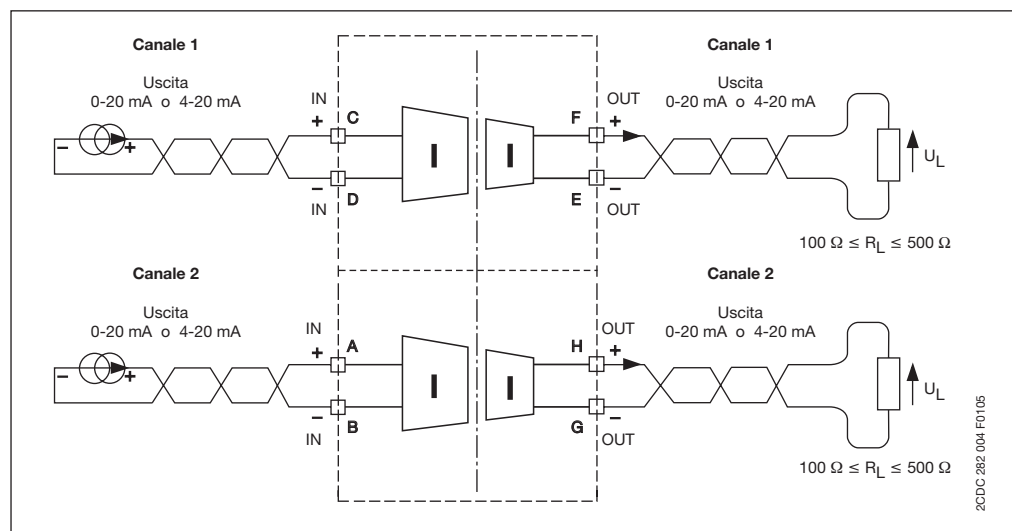 Canale 1
Canale 1
Uscita
0-20 mA o 4-20 mA
Uscita
0-20 mA o 4-20 mA
IN
+
C
F
OUT
+
-
+
I
I
U_L
-
IN
D
E
-
OUT
100 Ω ≤ R_L ≤ 500 Ω
Canale 2
Canale 2
Uscita
0-20 mA o 4-20 mA
Uscita
0-20 mA o 4-20 mA
IN
+
A
H
OUT
+
-
+
I
I
U_L
-
IN
B
G
-
OUT
100 Ω ≤ R_L ≤ 500 Ω
2CDC 282 004 F0105